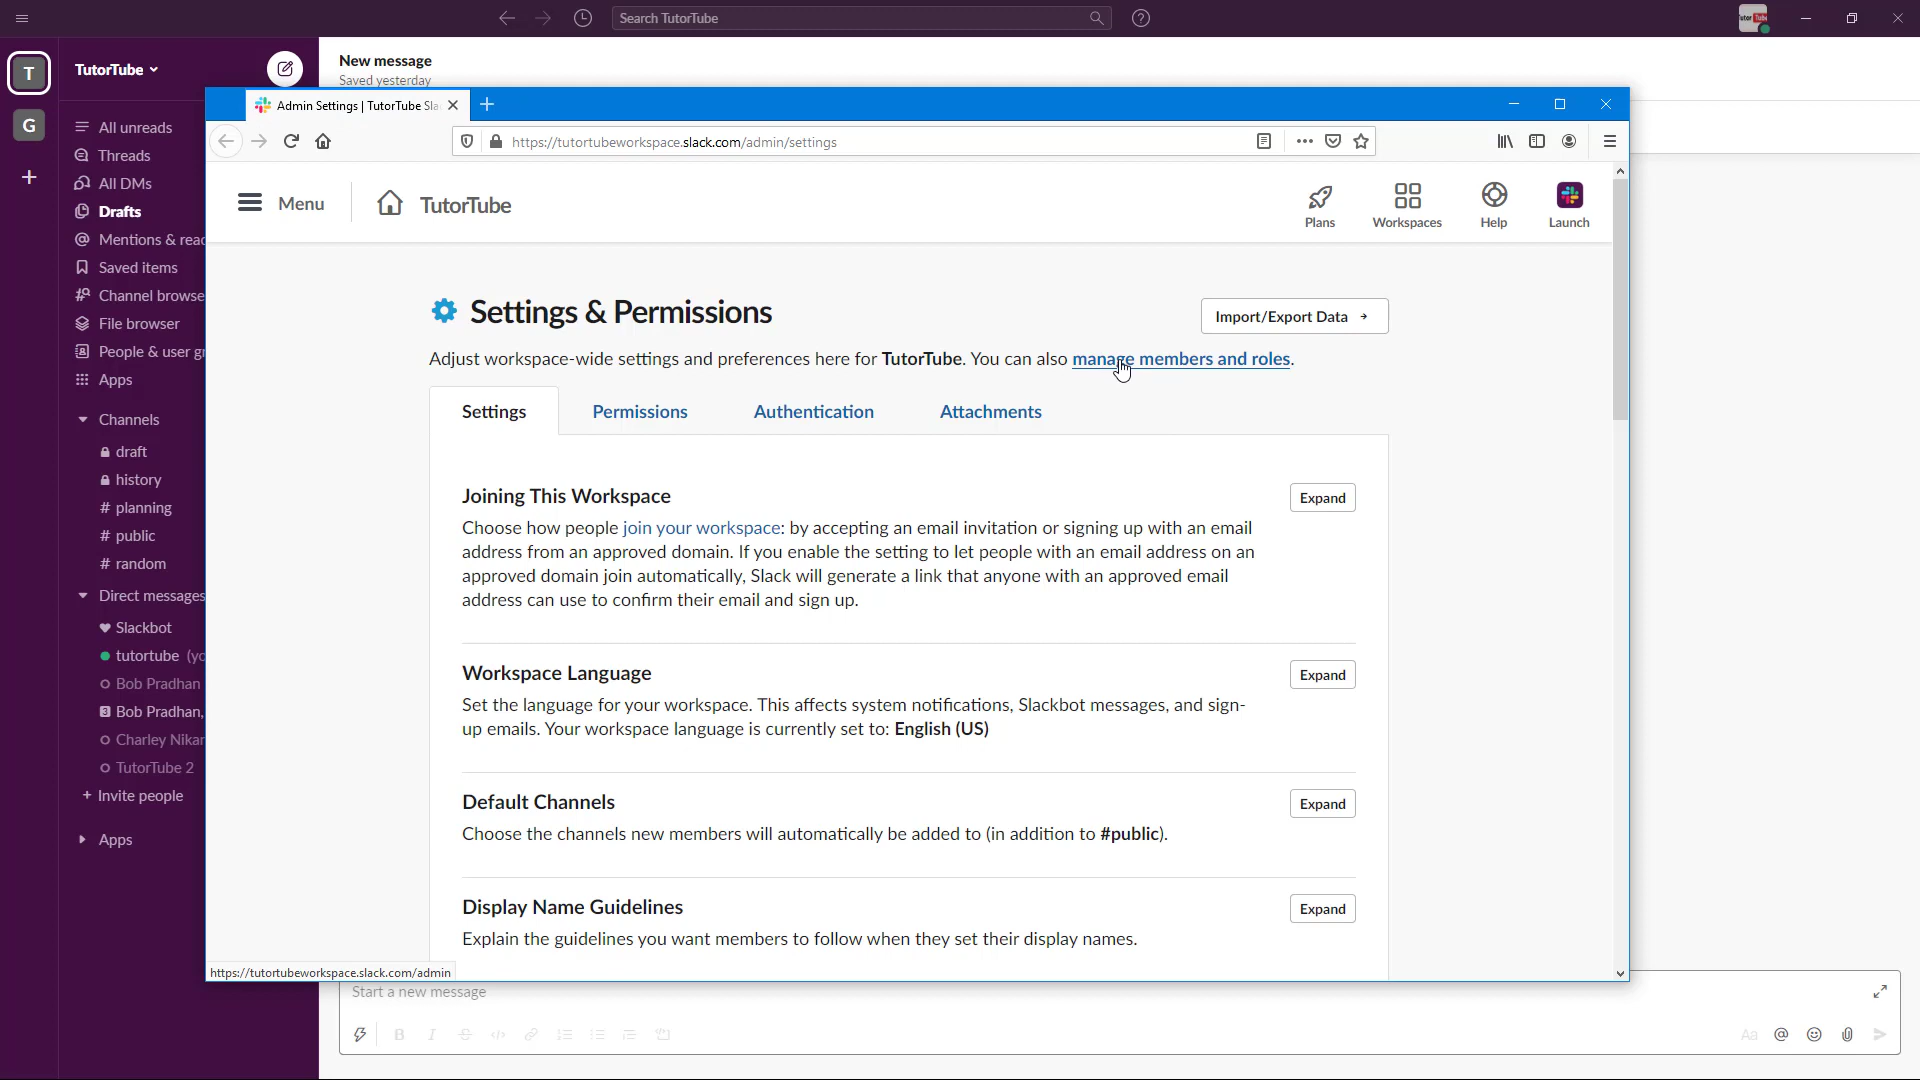 Search TutorTube
T
TutorTube
New message
Saved yesterday
G
All unreads
Threads
All DMs
Drafts
Mentions &
Saved items
Channel
File browser
People & user
Apps
Channels
draft
history
# planning
# public
# random
Direct messages
Slackbot
tutortube
Bob Pradhan
3 Bob Pradhan,
Charley
TutorTube 2
+ Invite people
Apps
Admin Settings | TutorTube
https://tutortubeworkspace.slack.com/admin/settings
Menu
TutorTube
Plans
Workspaces
Help
Launch
Settings & Permissions
Import/Export Data →
Adjust workspace-wide settings and preferences here for TutorTube. You can also manage members and roles.
Settings
Permissions
Authentication
Attachments
Joining This Workspace
Expand
Choose how people join your workspace: by accepting an email invitation or signing up with an email
address from an approved domain. If you enable the setting to let people with an email address on an
approved domain join automatically, Slack will generate a link that anyone with an approved email
address can use to confirm their email and sign up.
Workspace Language
Expand
Set the language for your workspace. This affects system notifications, Slackbot messages, and sign-
up emails. Your workspace language is currently set to: English (US)
Default Channels
Expand
Choose the channels new members will automatically be added to (in addition to #public).
Display Name Guidelines
Expand
Explain the guidelines you want members to follow when they set their display names.
https://tutortubeworkspace.slack.com/admin
Start a new message
B
I
Aa
@